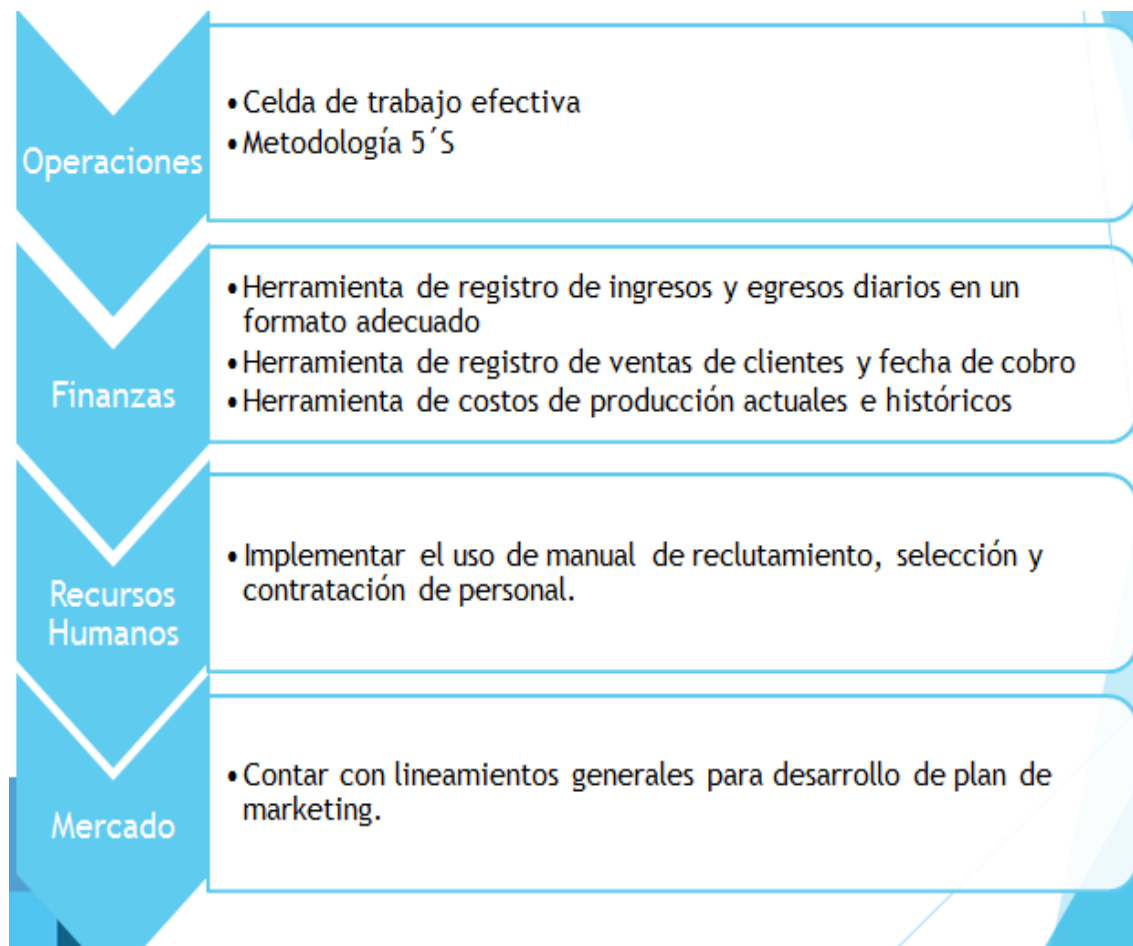 Operaciones
• Celda de trabajo efectiva
• Metodología 5´S
Finanzas
• Herramienta de registro de ingresos y egresos diarios en un
formato adecuado
• Herramienta de registro de ventas de clientes y fecha de cobro
• Herramienta de costos de producción actuales e históricos
Recursos
Humanos
• Implementar el uso de manual de reclutamiento, selección y
contratación de personal.
Mercado
• Contar con lineamientos generales para desarrollo de plan de
marketing.